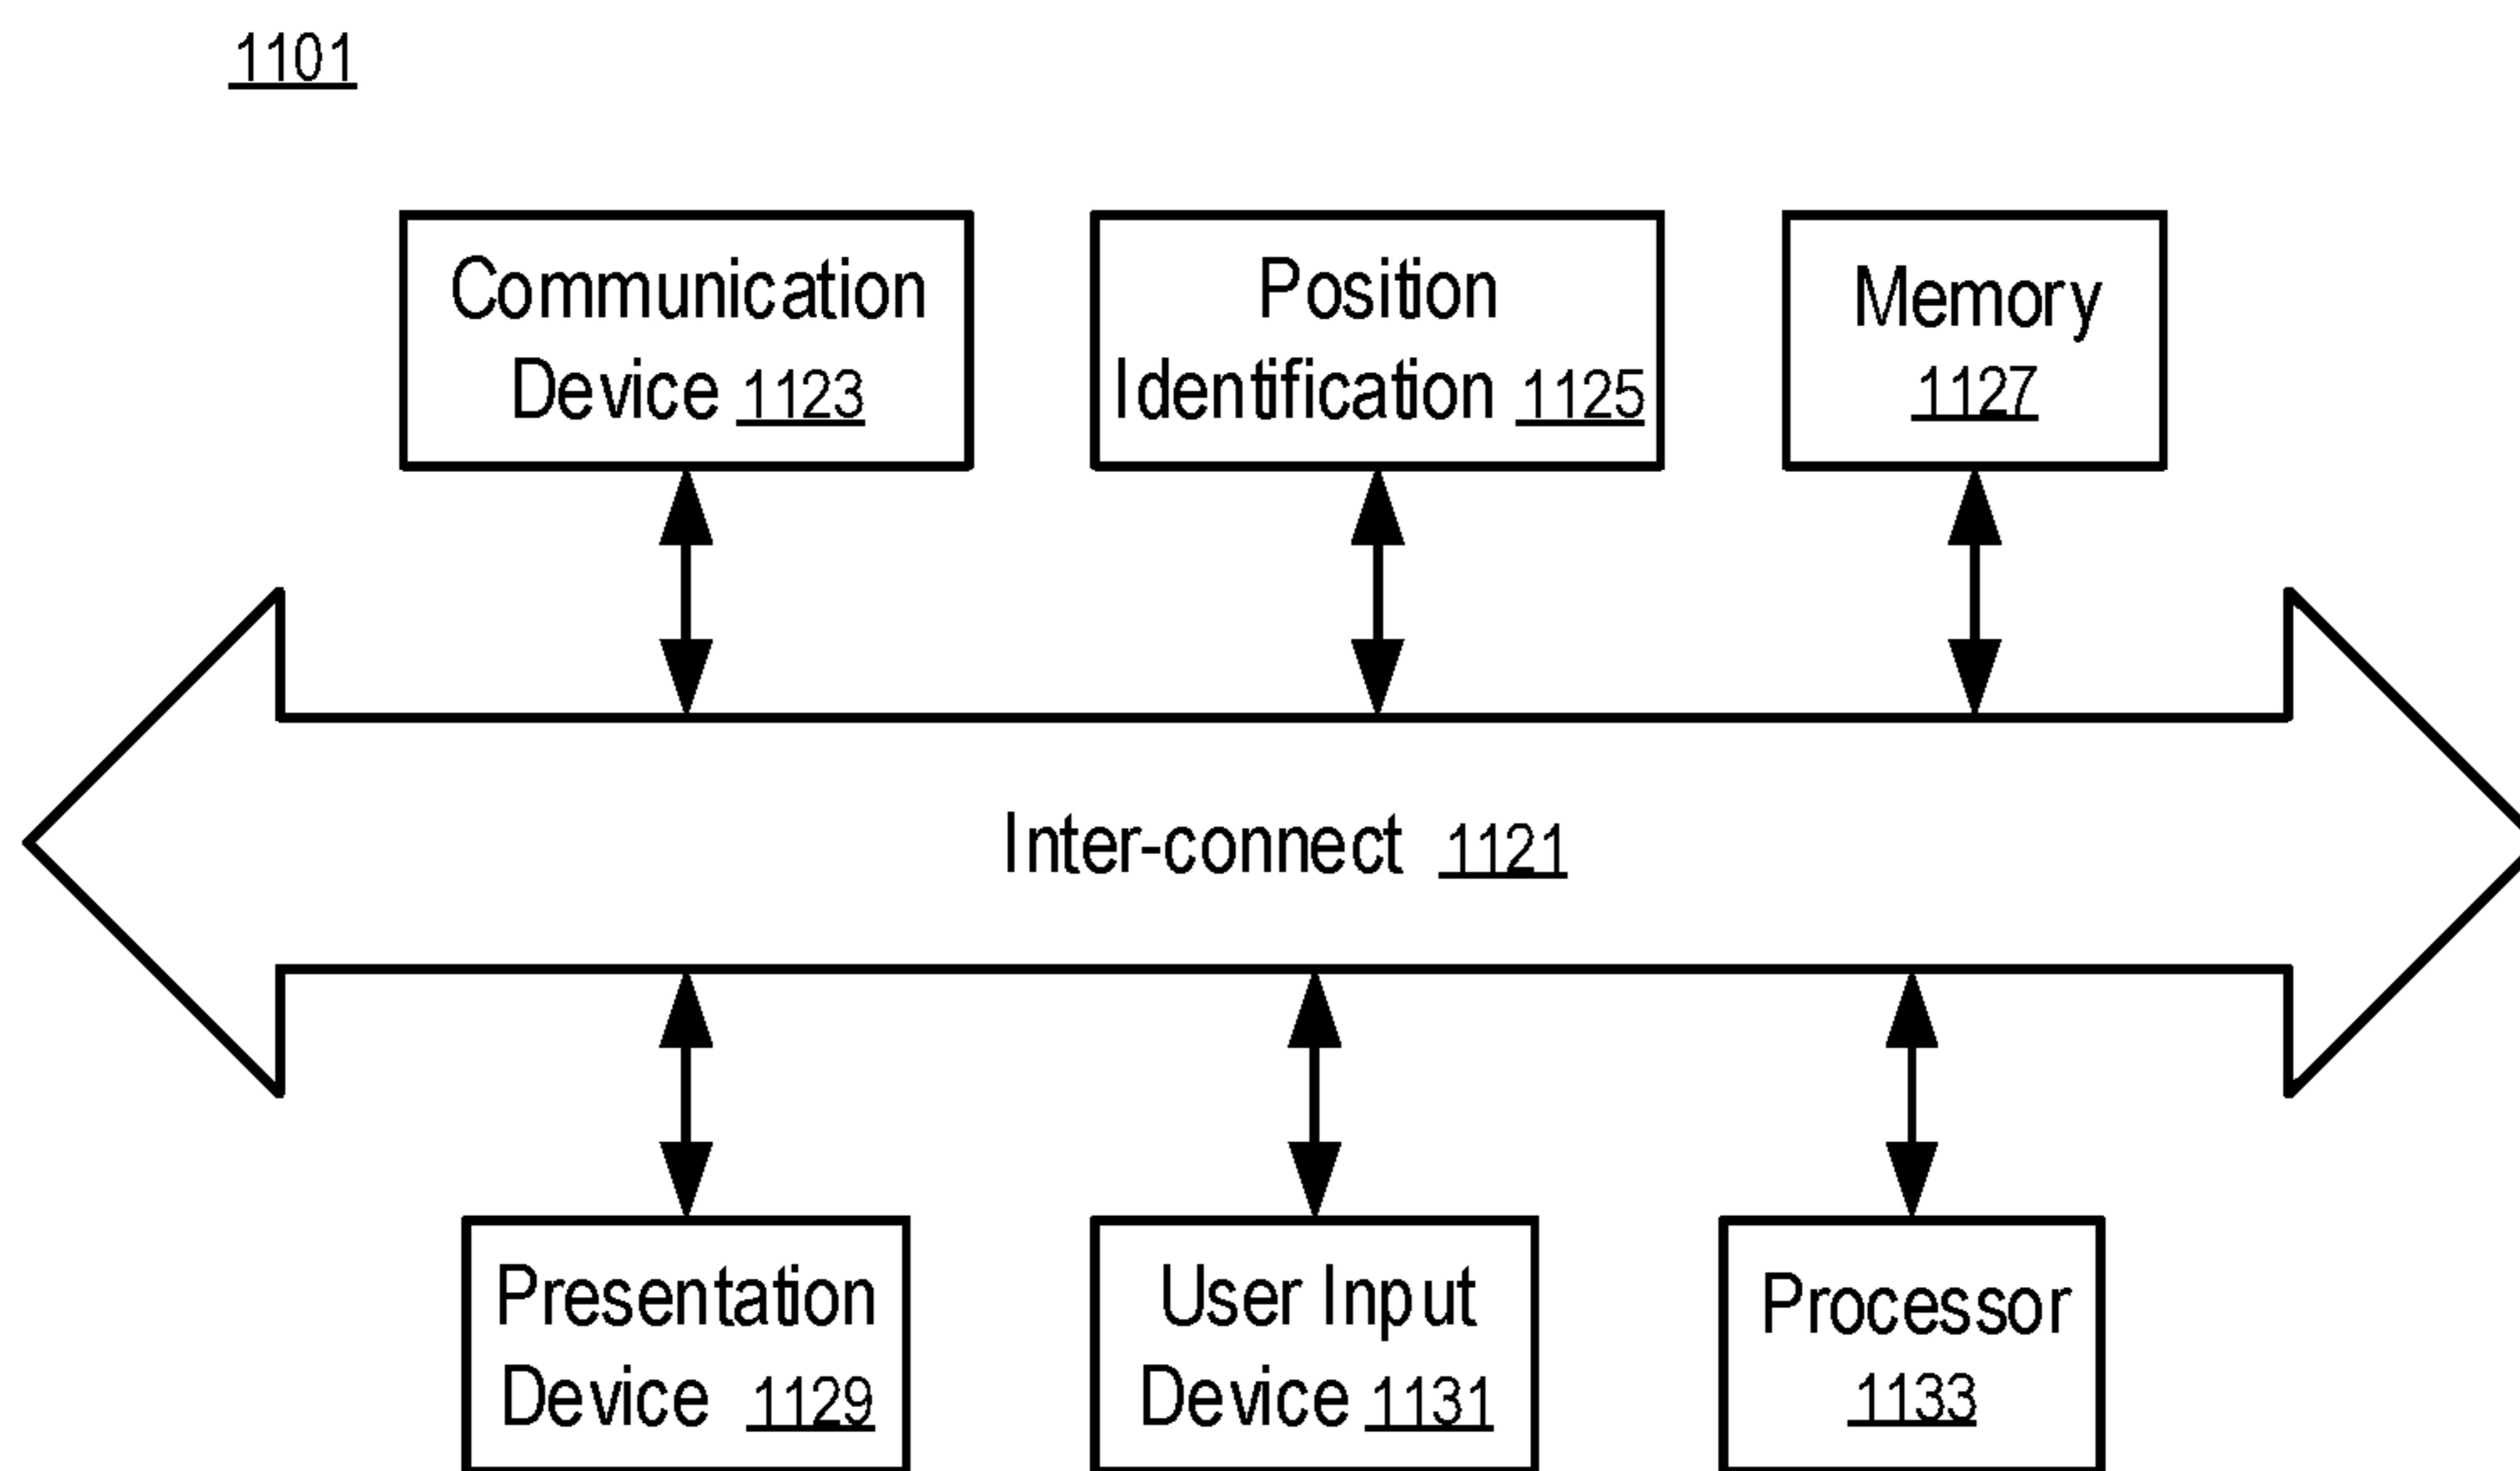 1101
Communication
Device 1123
Position
Identification 1125
Memory
1127
Inter-connect 1121
Presentation
Device 1129
User Input
Device 1131
Processor
1133